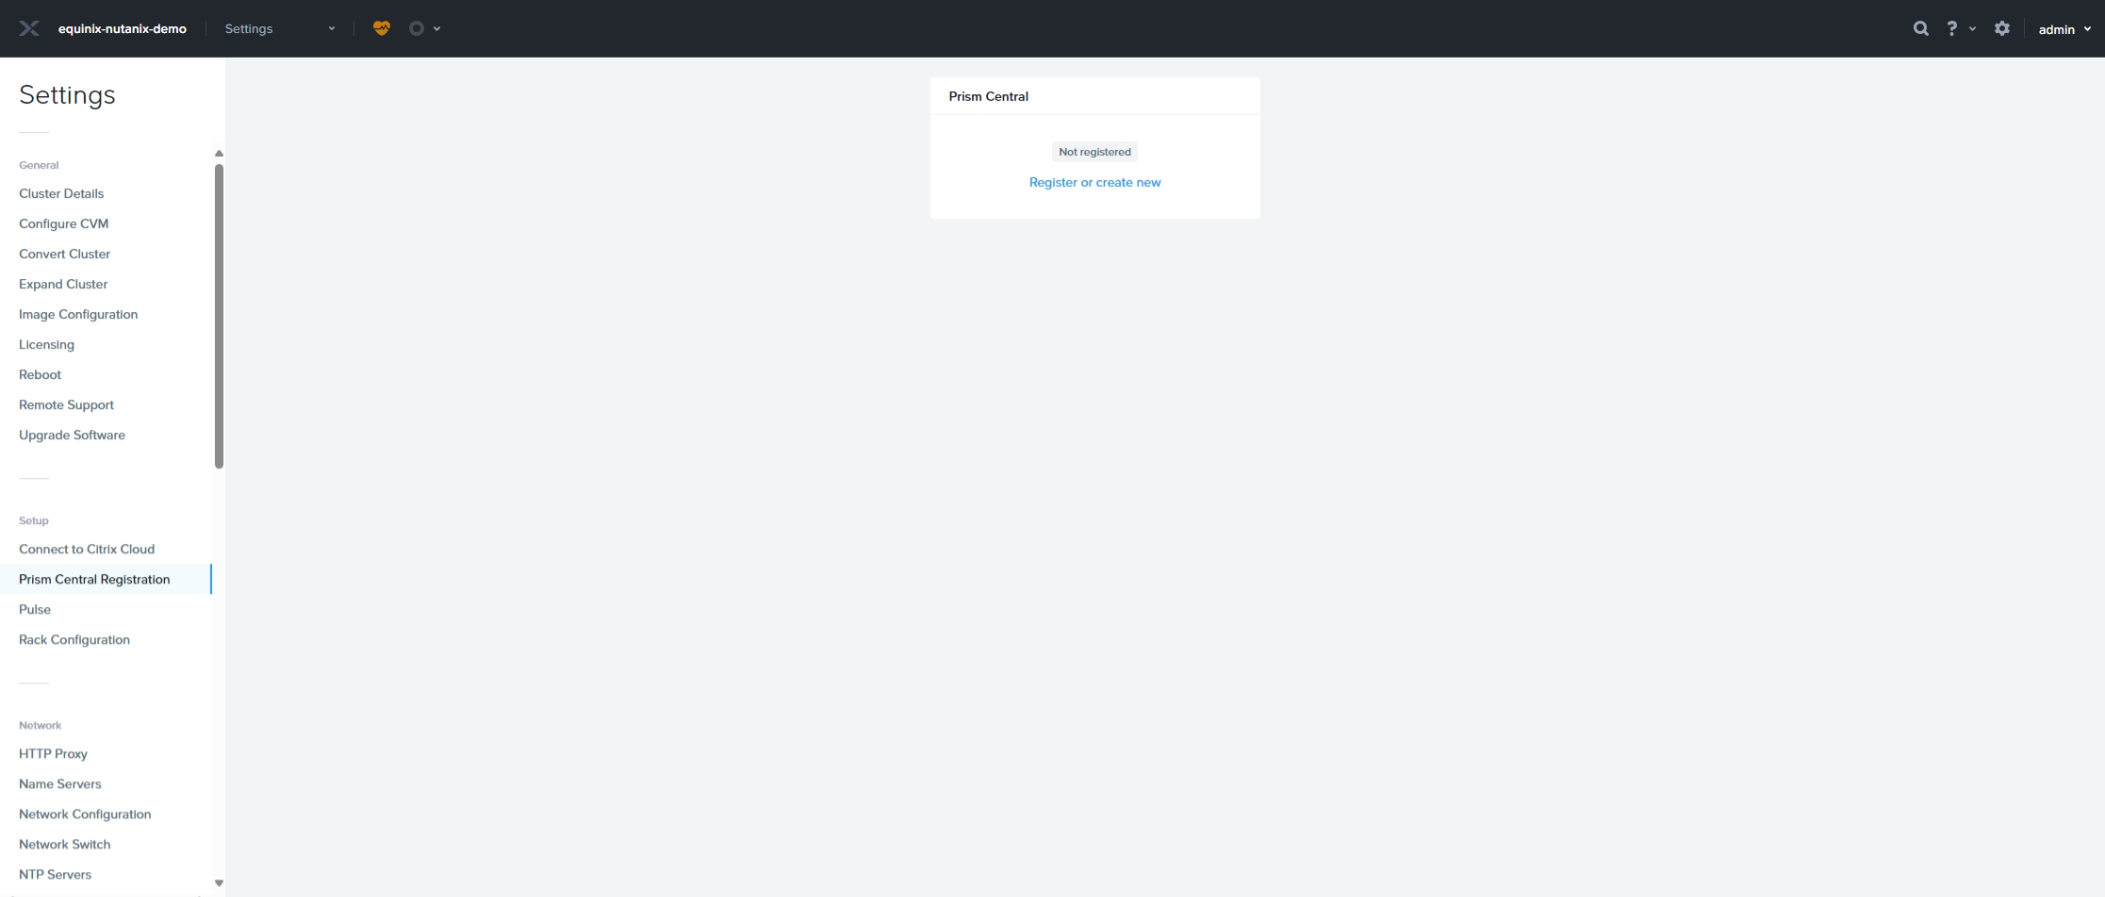 equinix-nutanix-demo
Settings
?
admin
Settings
General
Cluster Details
Configure CVM
Convert Cluster
Expand Cluster
Image Configuration
Licensing
Reboot
Remote Support
Upgrade Software
Setup
Connect to Citrix Cloud
Prism Central Registration
Pulse
Rack Configuration
Network
HTTP Proxy
Name Servers
Network Configuration
Network Switch
NTP Servers
Prism Central
Not registered
Register or create new